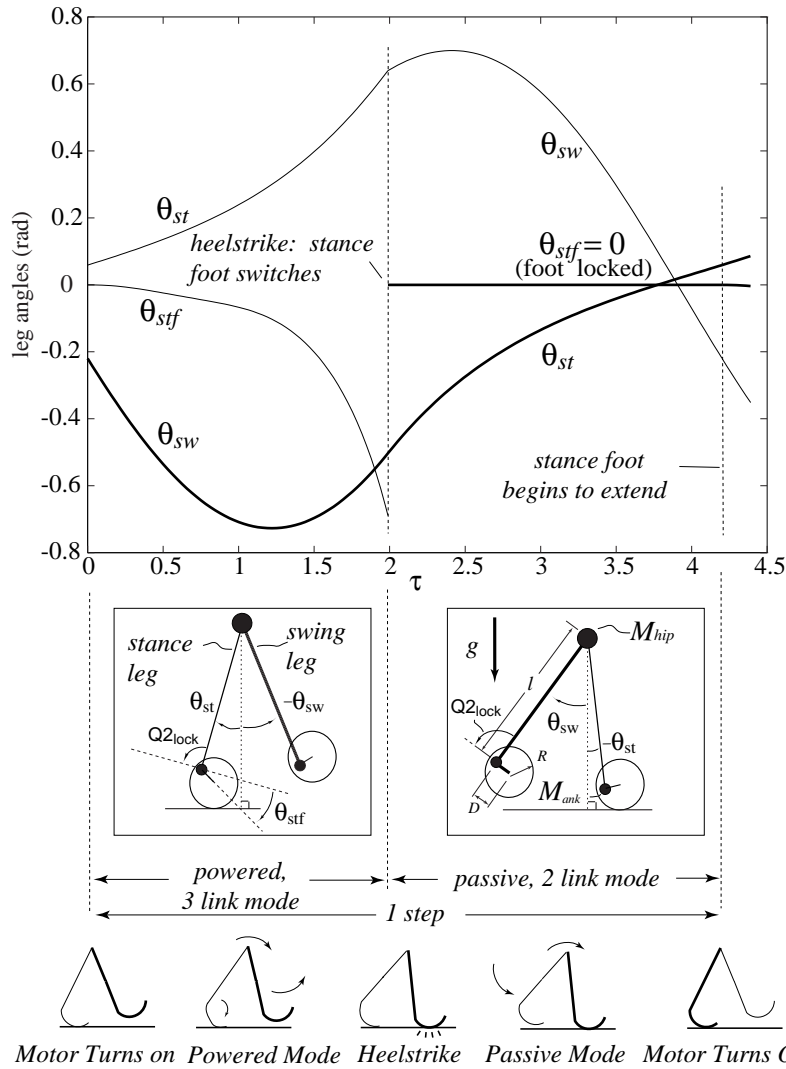 0.8
0.6
0.4
0.2
0
-0.2
-0.4
-0.6
-0.8
leg angles (rad)
θst
θstf
θsw
heelstrike: stance
foot switches
θsw
θstf = 0
(foot locked)
θst
stance foot
begins to extend
0 0.5 1 1.5 2 2.5 3 3.5 4 4.5
τ
stance
leg
swing
leg
θst
-θsw
Q2lock
θstf
g
l
Mhip
Q2lock
θsw
-θst
R
D
Mank
powered,
3 link mode
passive, 2 link mode
1 step
Motor Turns on Powered Mode Heelstrike Passive Mode Motor Turns